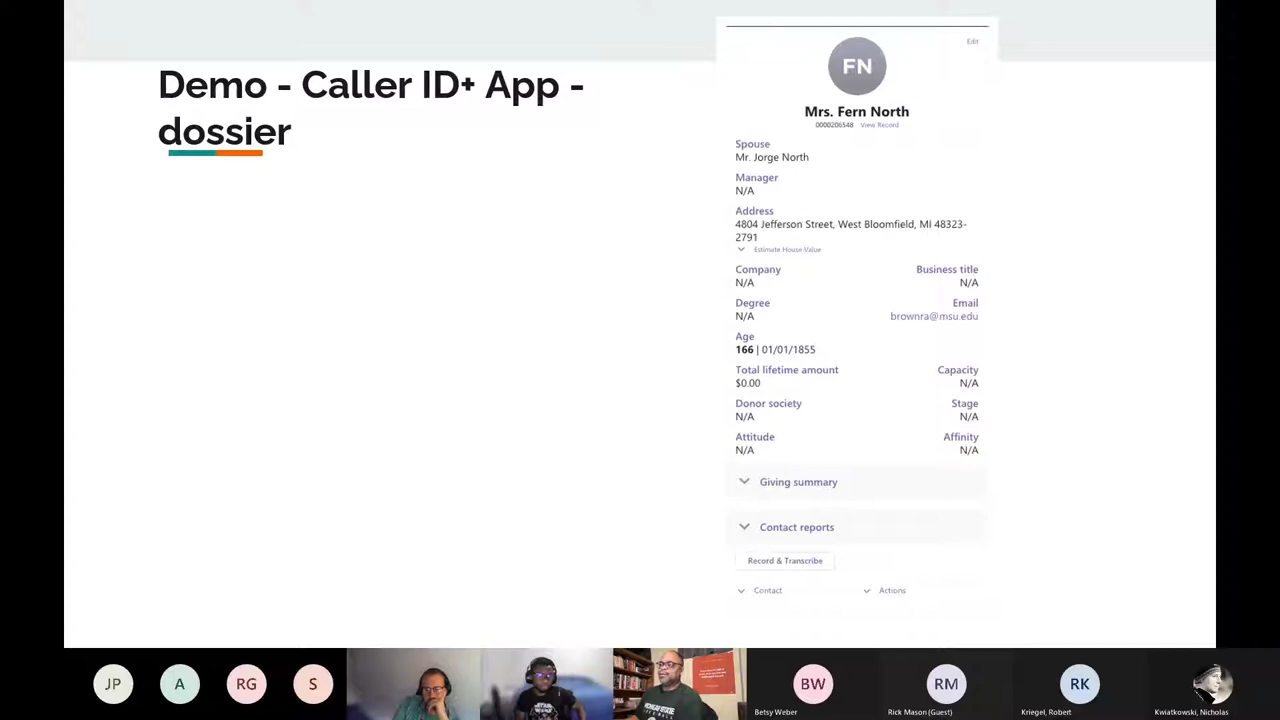 Demo - Caller ID+ App -
dossier
Edit
FN
Mrs. Fern North
0000206548 View Record
Spouse
Mr. Jorge North
Manager
N/A
Address
4804 Jefferson Street, West Bloomfield, MI 48323-
2791
Estimate House Value
Company Business title
N/A N/A
Degree Email
N/A brownra@msu.edu
Age
166 | 01/01/1855
Total lifetime amount Capacity
$0.00 N/A
Donor society Stage
N/A N/A
Attitude Affinity
N/A N/A
Giving summary
Contact reports
Record & Transcribe
Contact Actions
JP A RG S BW RM RK
Betsy Weber Rick Mason (Guest) Kriegel, Robert Kwiatkowski, Nicholas